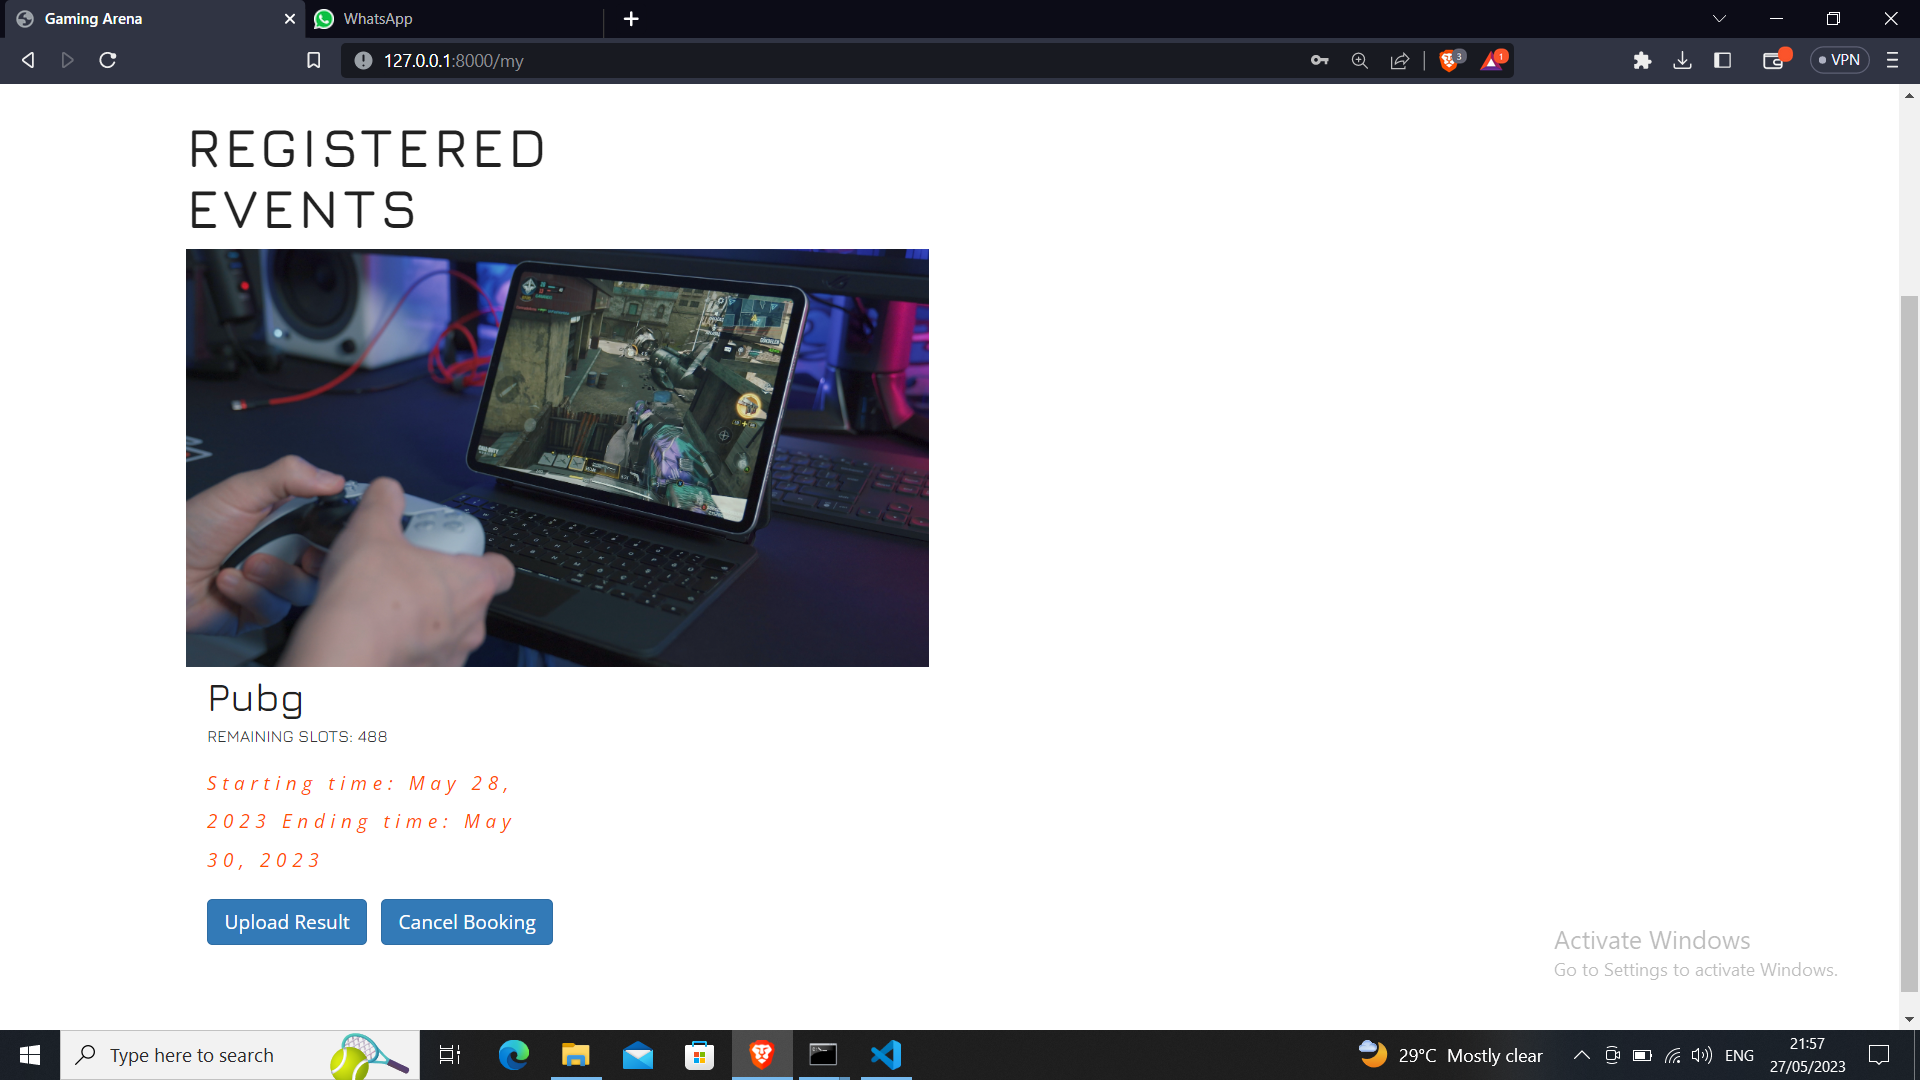 Gaming Arena
WhatsApp
127.0.0.1:8000/my
3
1
VPN
REGISTERED
EVENTS
Pubg
REMAINING SLOTS: 488
Starting time: May 28,
2023 Ending time: May
30, 2023
Upload Result
Cancel Booking
Activate Windows
Go to Settings to activate Windows.
Type here to search
29°C Mostly clear
ENG
21:57
27/05/2023